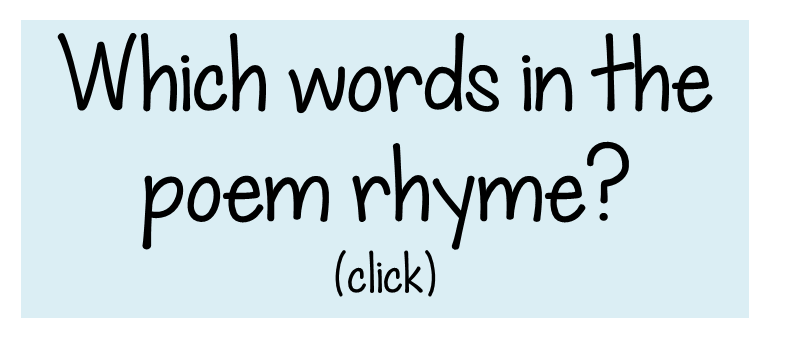 Which words in the
poem rhyme?
(click)